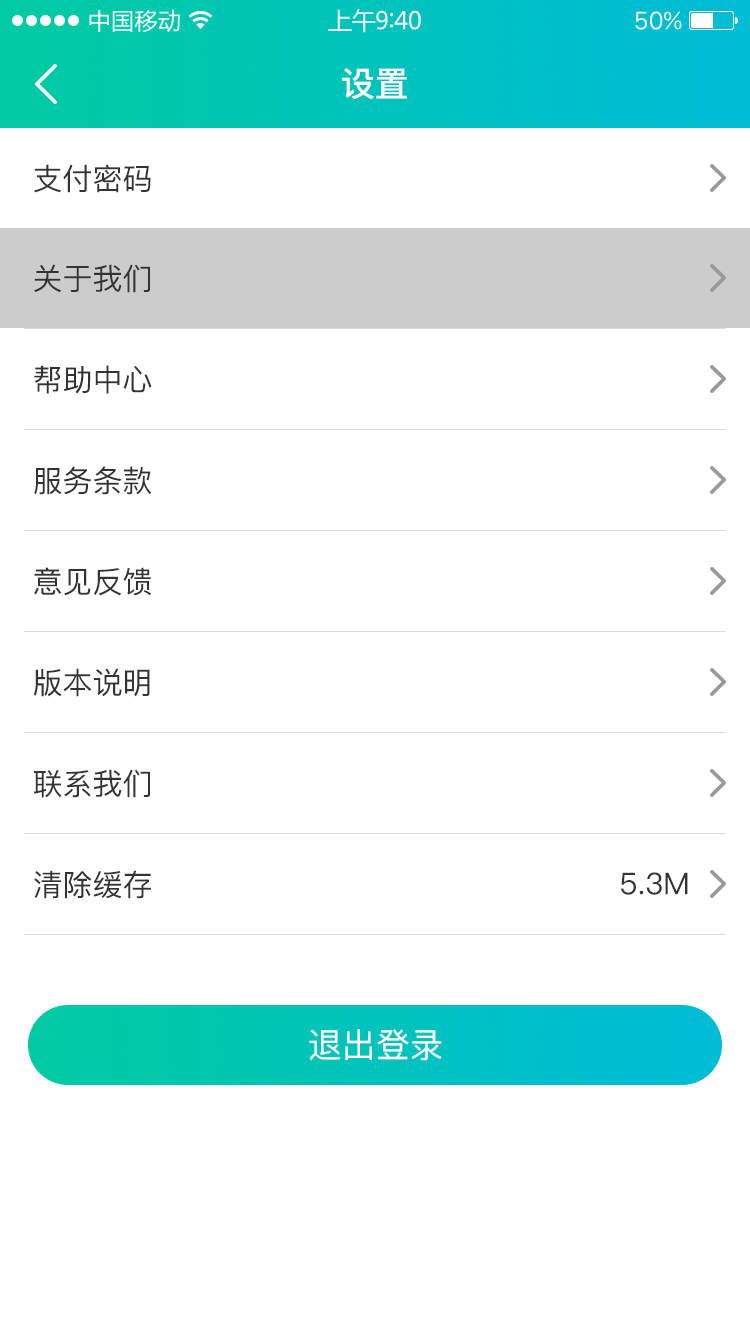 中国移动 上午9:40 50%
设置
支付密码
关于我们
帮助中心
服务条款
意见反馈
版本说明
联系我们
清除缓存 5.3M
退出登录